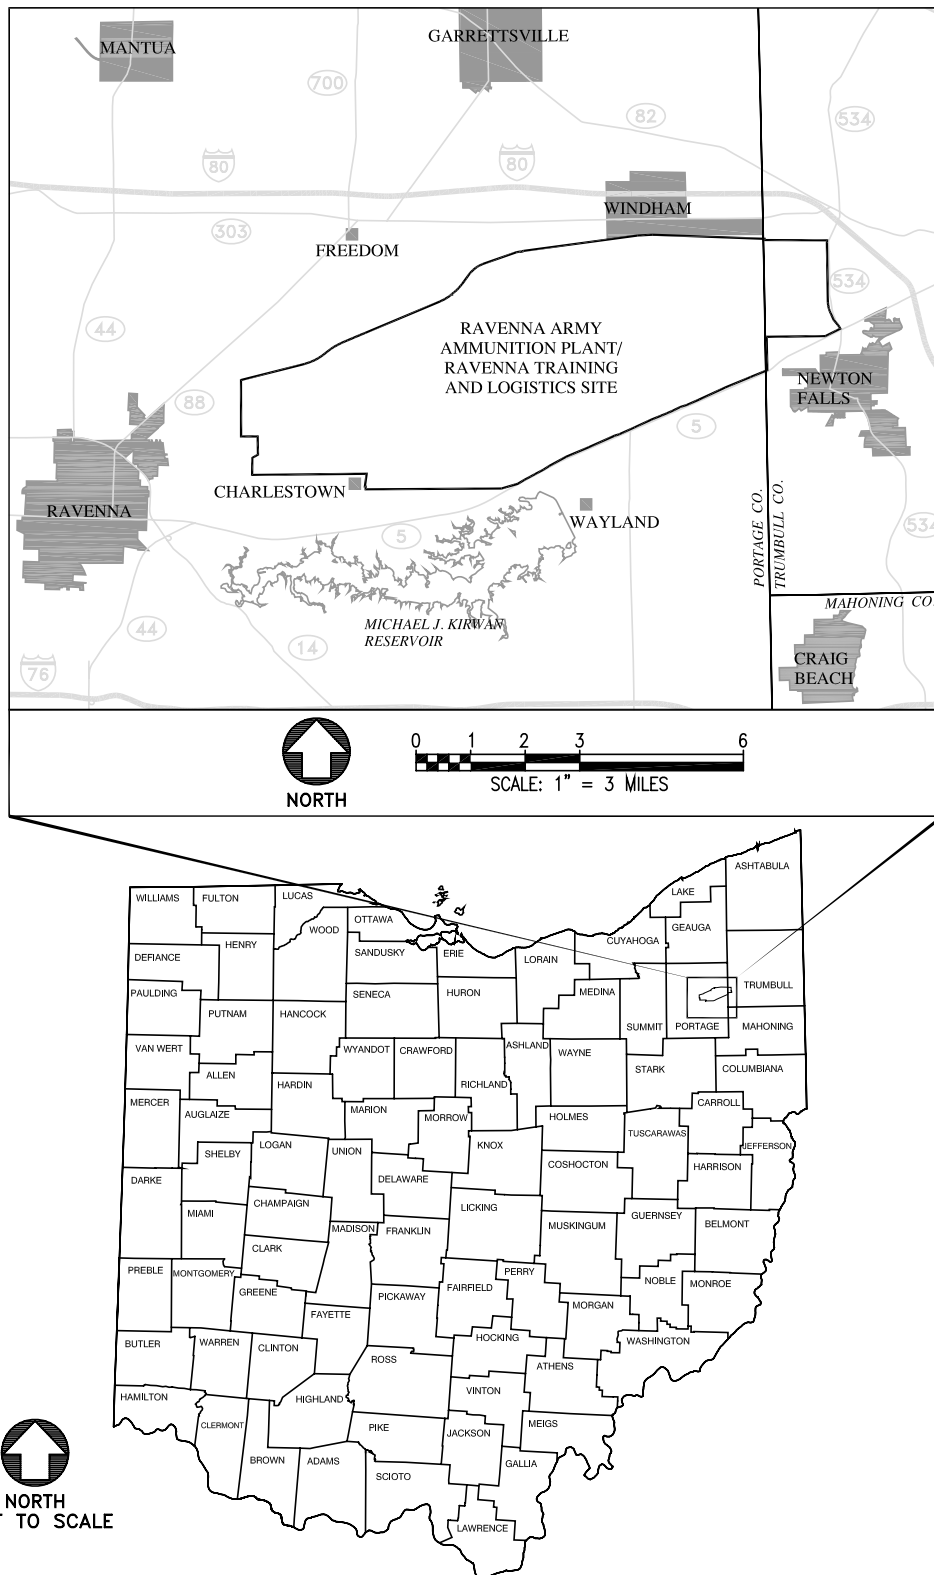 MANTUA
GARRETTSVILLE
700
82
534
80
80
WINDHAM
303
FREEDOM
534
44
RAVENNA ARMY
AMMUNITION PLANT/
RAVENNA TRAINING
AND LOGISTICS SITE
NEWTON
FALLS
88
5
CHARLESTOWN
RAVENNA
WAYLAND
PORTAGE CO.
TRUMBULL CO.
534
5
MAHONING CO.
44
MICHAEL J. KIRWAN
RESERVOIR
14
76
CRAIG
BEACH
0 1 2 3 6
SCALE: 1" = 3 MILES
NORTH
ASHTABULA
WILLIAMS
FULTON
LUCAS
LAKE
OTTAWA
WOOD
GEAUGA
HENRY
CUYAHOGA
DEFIANCE
SANDUSKY
ERIE
LORAIN
TRUMBULL
PAULDING
SENECA
HURON
MEDINA
PUTNAM
HANCOCK
SUMMIT
PORTAGE
MAHONING
VAN WERT
WYANDOT
CRAWFORD
ASHLAND
WAYNE
STARK
COLUMBIANA
ALLEN
HARDIN
RICHLAND
MERCER
AUGLAIZE
MARION
MORROW
HOLMES
CARROLL
TUSCARAWAS
JEFFERSON
LOGAN
UNION
KNOX
SHELBY
COSHOCTON
HARRISON
DARKE
DELAWARE
CHAMPAIGN
LICKING
MIAMI
GUERNSEY
MADISON
FRANKLIN
MUSKINGUM
BELMONT
CLARK
PREBLE
MONTGOMERY
PERRY
NOBLE
MONROE
GREENE
FAIRFIELD
PICKAWAY
MORGAN
FAYETTE
HOCKING
WASHINGTON
BUTLER
WARREN
CLINTON
ROSS
ATHENS
HAMILTON
HIGHLAND
VINTON
CLERMONT
PIKE
JACKSON
MEIGS
BROWN
ADAMS
GALLIA
SCIOTO
LAWRENCE
NORTH
T TO SCALE